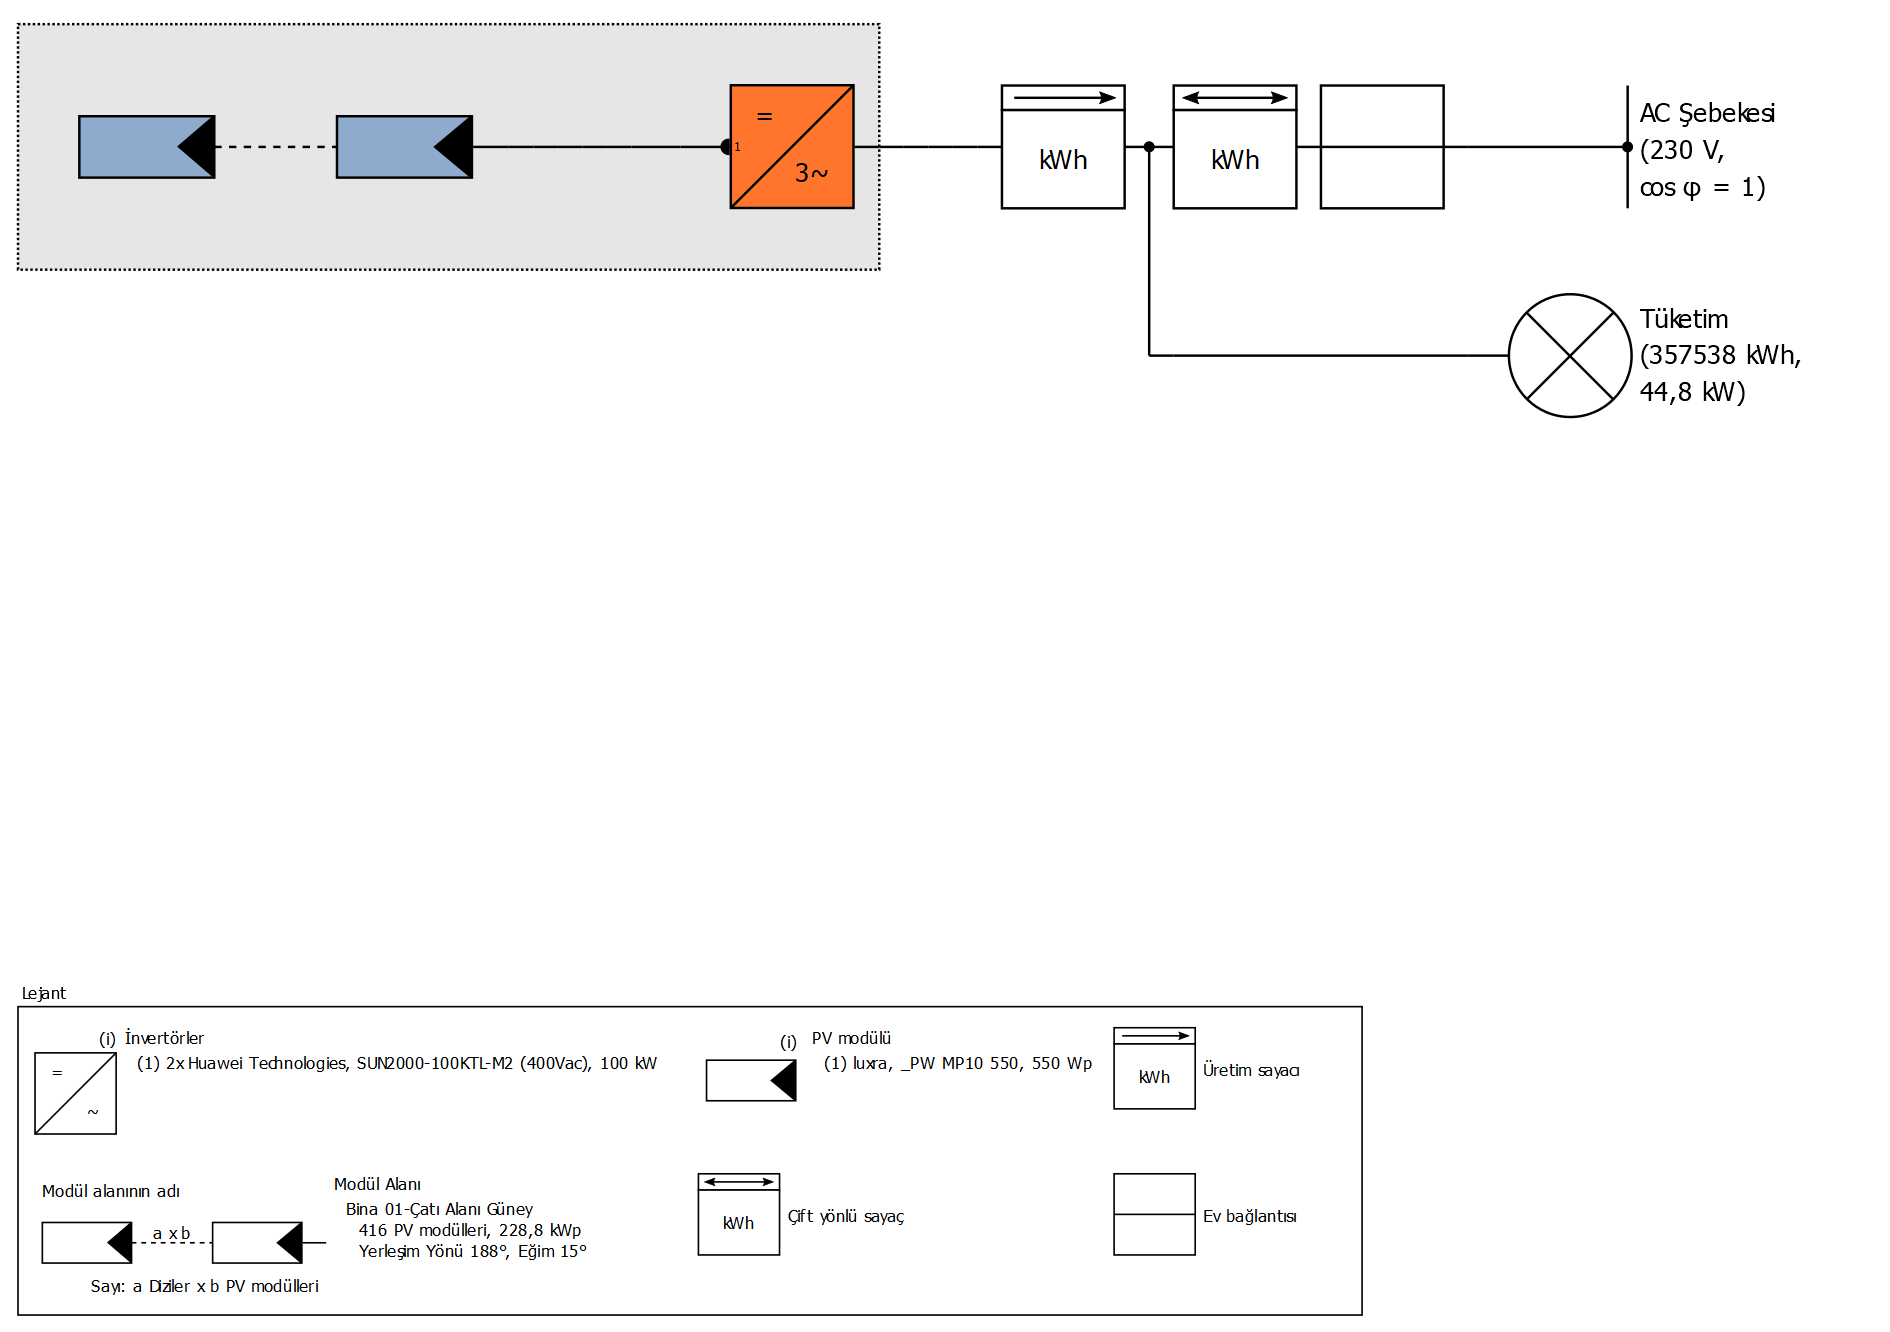 =
1
3~
kWh
kWh
AC Şebekesi
(230 V,
cos φ = 1)
Tüketim
(357538 kWh,
44,8 kW)
Lejant
(i) İnvertörler
(1) 2x Huawei Technologies, SUN2000-100KTL-M2 (400Vac), 100 kW
=
~
(i) PV modülü
(1) luxra, _PW MP10 550, 550 Wp
kWh
Üretim sayacı
Modül alanının adı
a x b
Sayı: a Diziler x b PV modülleri
Modül Alanı
Bina 01-Çatı Alanı Güney
416 PV modülleri, 228,8 kWp
Yerleşim Yönü 188°, Eğim 15°
kWh
Çift yönlü sayaç
Ev bağlantısı